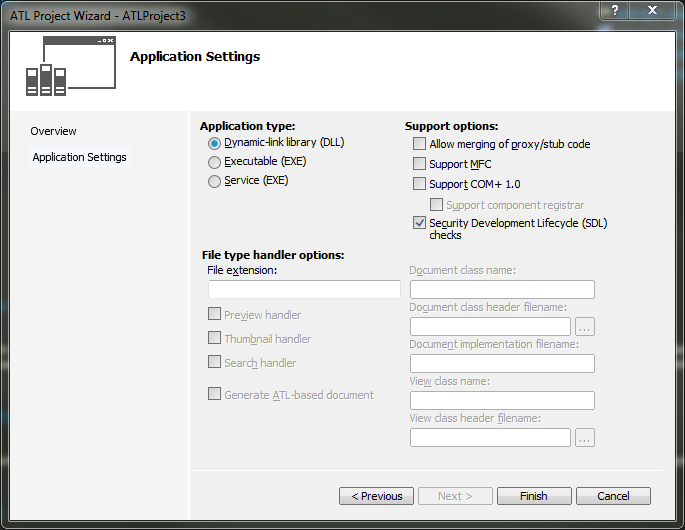 ATL Project Wizard - ATLProject3
?
X
Application Settings
Overview
Application Settings
Application type:
Dynamic-link library (DLL)
Executable (EXE)
Service (EXE)
Support options:
Allow merging of proxy/stub code
Support MFC
Support COM+ 1.0
Support component registrar
Security Development Lifecycle (SDL)
checks
File type handler options:
File extension:
Preview handler
Thumbnail handler
Search handler
Generate ATL-based document
Document class name:
Document class header filename:
...
Document implementation filename:
View class name:
View class header filename:
...
< Previous
Next >
Finish
Cancel